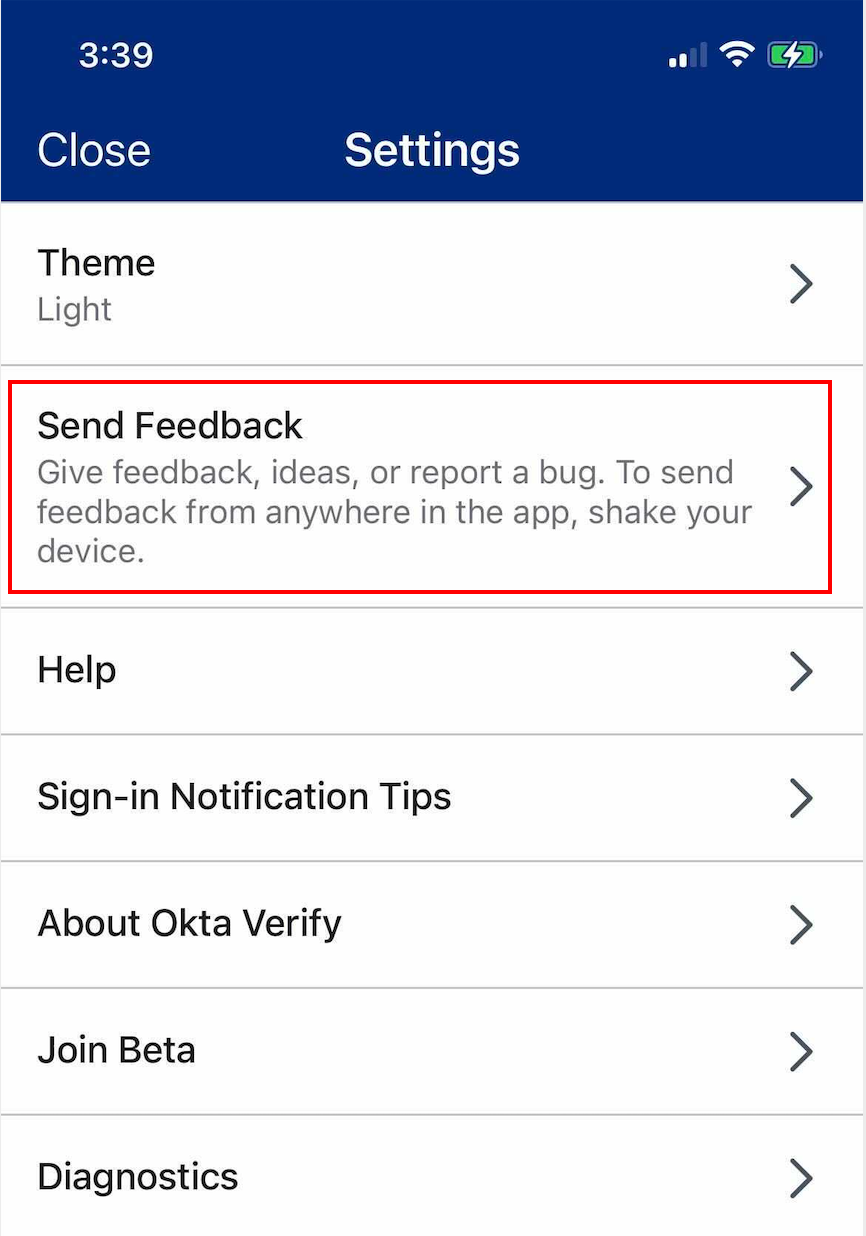 3:39
Close
Settings
Theme
Light
Send Feedback
Give feedback, ideas, or report a bug. To send
feedback from anywhere in the app, shake your
device.
Help
Sign-in Notification Tips
About Okta Verify
Join Beta
Diagnostics